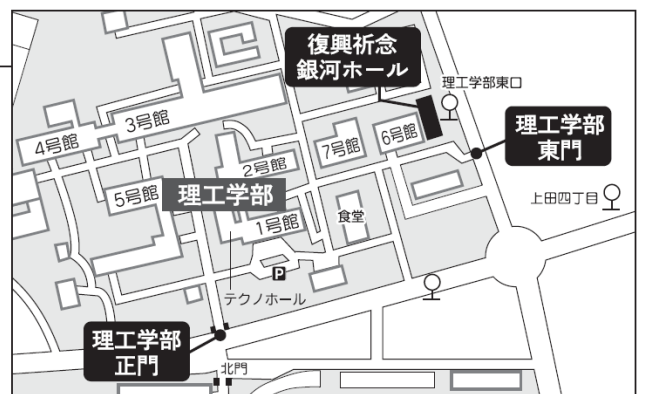 復興祈念
銀河ホール
理工学部東口
理工学部
東門
3号館
4号館
7号館
6号館
2号館
5号館
理工学部
上田四丁目
食堂
1号館
P
テクノホール
理工学部
正門
北門